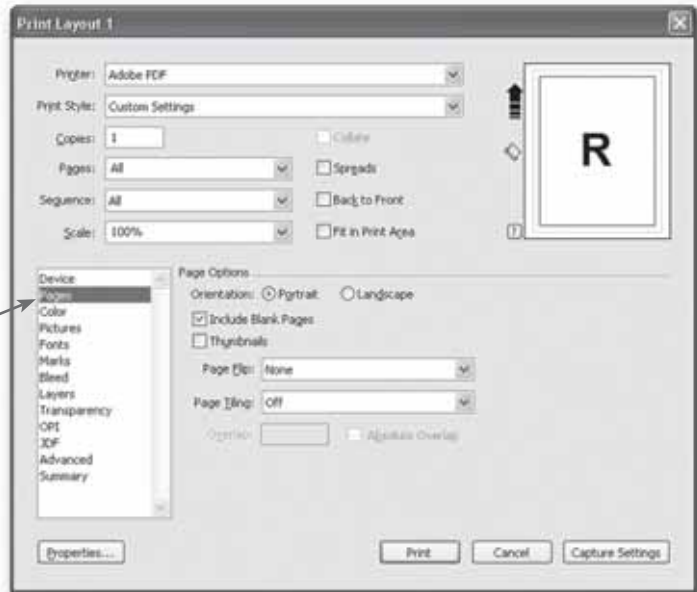 Print Layout 1
Printer: Adobe PDF
Print Style: Custom Settings
Copies: 1 Collate
Pages: All Spreads
Sequence: All Back to Front
Scale: 100% Fit in Print Area
R
?
Device
Pages
Color
Pictures
Fonts
Marks
Bleed
Layers
Transparency
OPI
JDF
Advanced
Summary
Page Options
Orientation: Portrait Landscape
Include Blank Pages
Thumbnails
Page Flip: None
Page Tiling: Off
Overlap: Absolute Overlap
Properties... Print Cancel Capture Settings